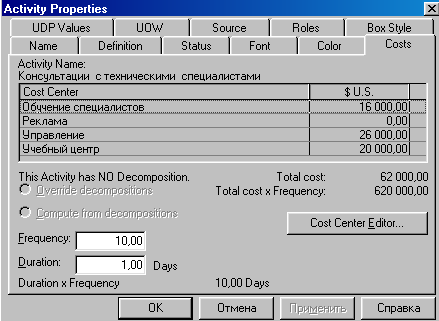 Activity Properties
UDP Values UOW Source Roles Box Style
Name Definition Status Font Color Costs
Activity Name:
Консультации с техническими специалистами
Cost Center $ U.S.
Обучение специалистов 16 000,00
Реклама 0,00
Управление 26 000,00
Учебный центр 20 000,00
This Activity has NO Decomposition. Total cost: 62 000,00
Override decompositions Total cost x Frequency: 620 000,00
Compute from decompositions
Cost Center Editor...
Frequency: 10,00
Duration: 1,00 Days
Duration x Frequency 10,00 Days
OK Отмена Применить Справка